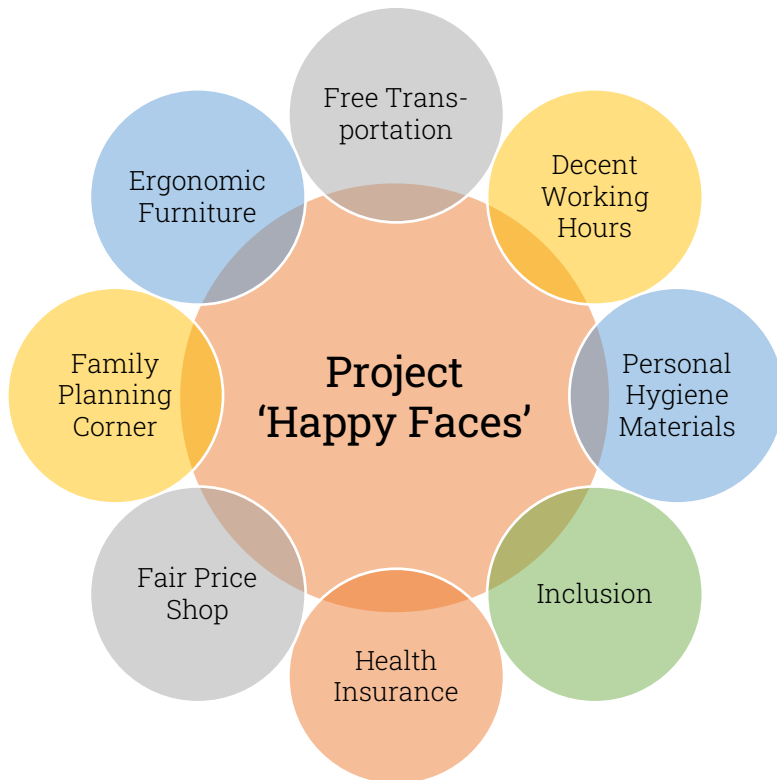 Free Trans-
portation
Decent
Working
Hours
Personal
Hygiene
Materials
Inclusion
Health
Insurance
Fair Price
Shop
Family
Planning
Corner
Ergonomic
Furniture
Project
‘Happy Faces’